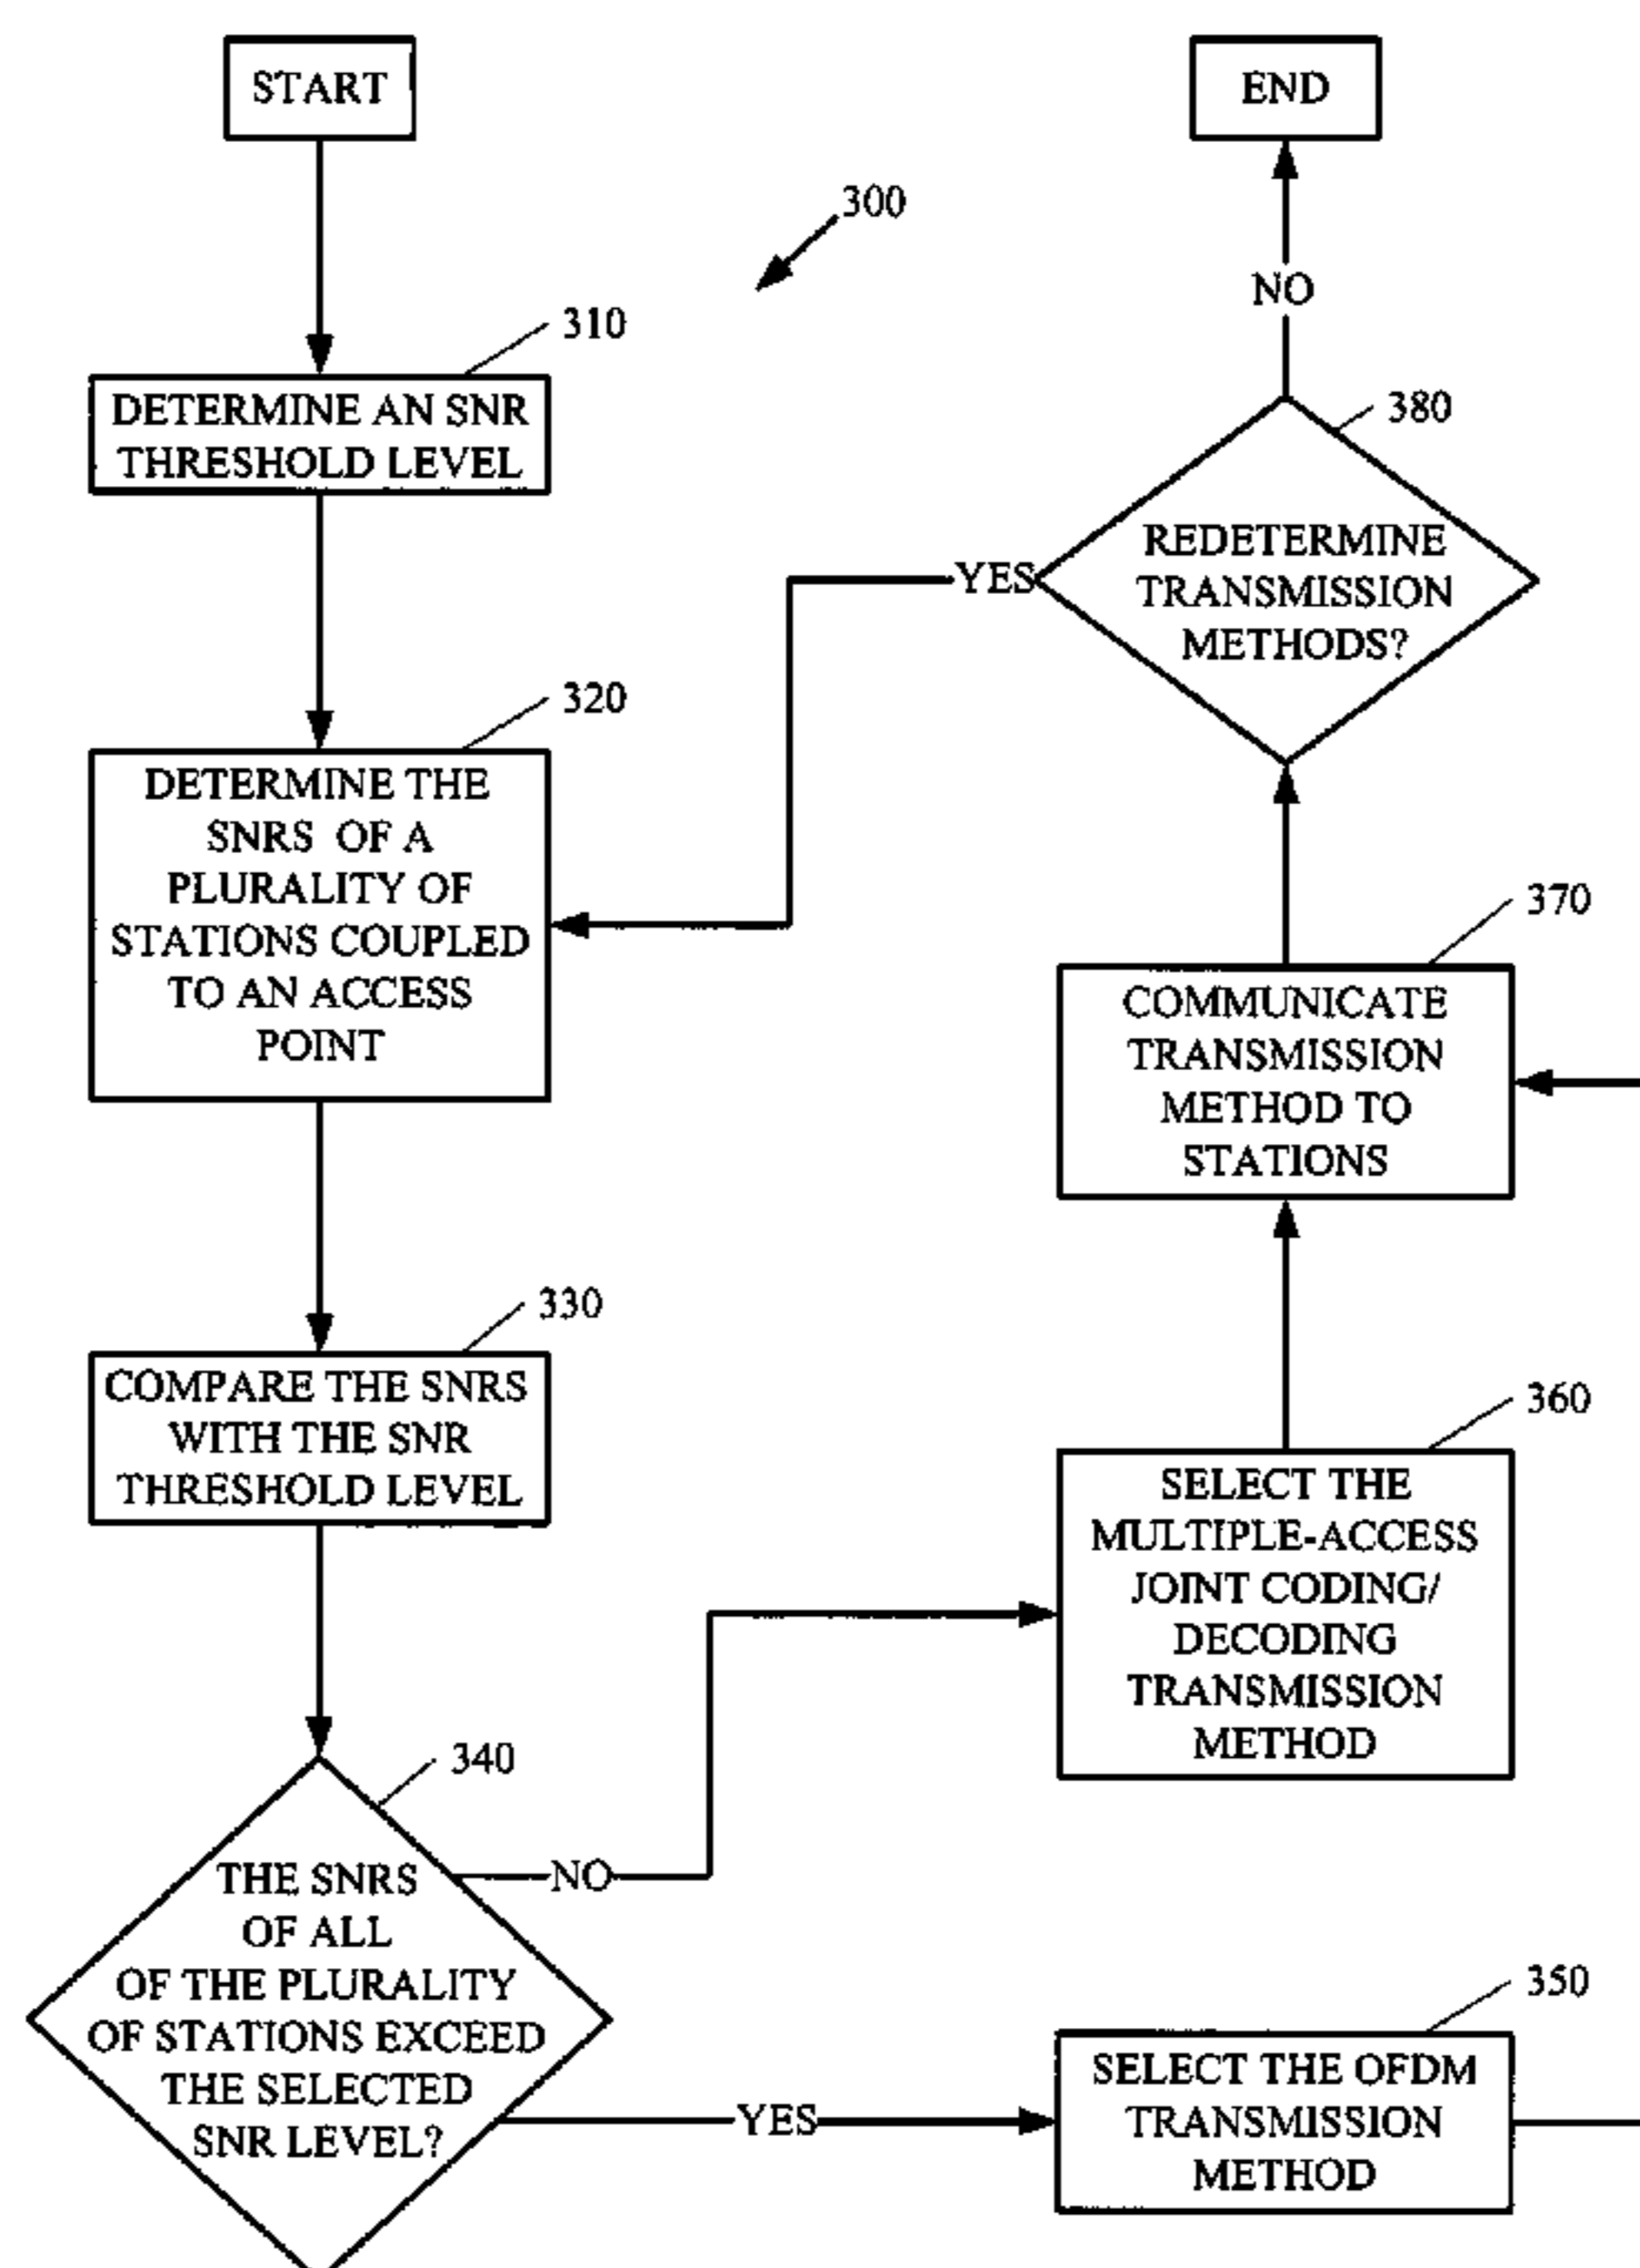 START
300
310
DETERMINE AN SNR
THRESHOLD LEVEL
320
DETERMINE THE
SNRS OF A
PLURALITY OF
STATIONS COUPLED
TO AN ACCESS
POINT
330
COMPARE THE SNRS
WITH THE SNR
THRESHOLD LEVEL
340
THE SNRS
OF ALL
OF THE PLURALITY
OF STATIONS EXCEED
THE SELECTED
SNR LEVEL?
NO
YES
350
SELECT THE OFDM
TRANSMISSION
METHOD
360
SELECT THE
MULTIPLE-ACCESS
JOINT CODING/
DECODING
TRANSMISSION
METHOD
370
COMMUNICATE
TRANSMISSION
METHOD TO
STATIONS
380
REDETERMINE
TRANSMISSION
METHODS?
YES
NO
END